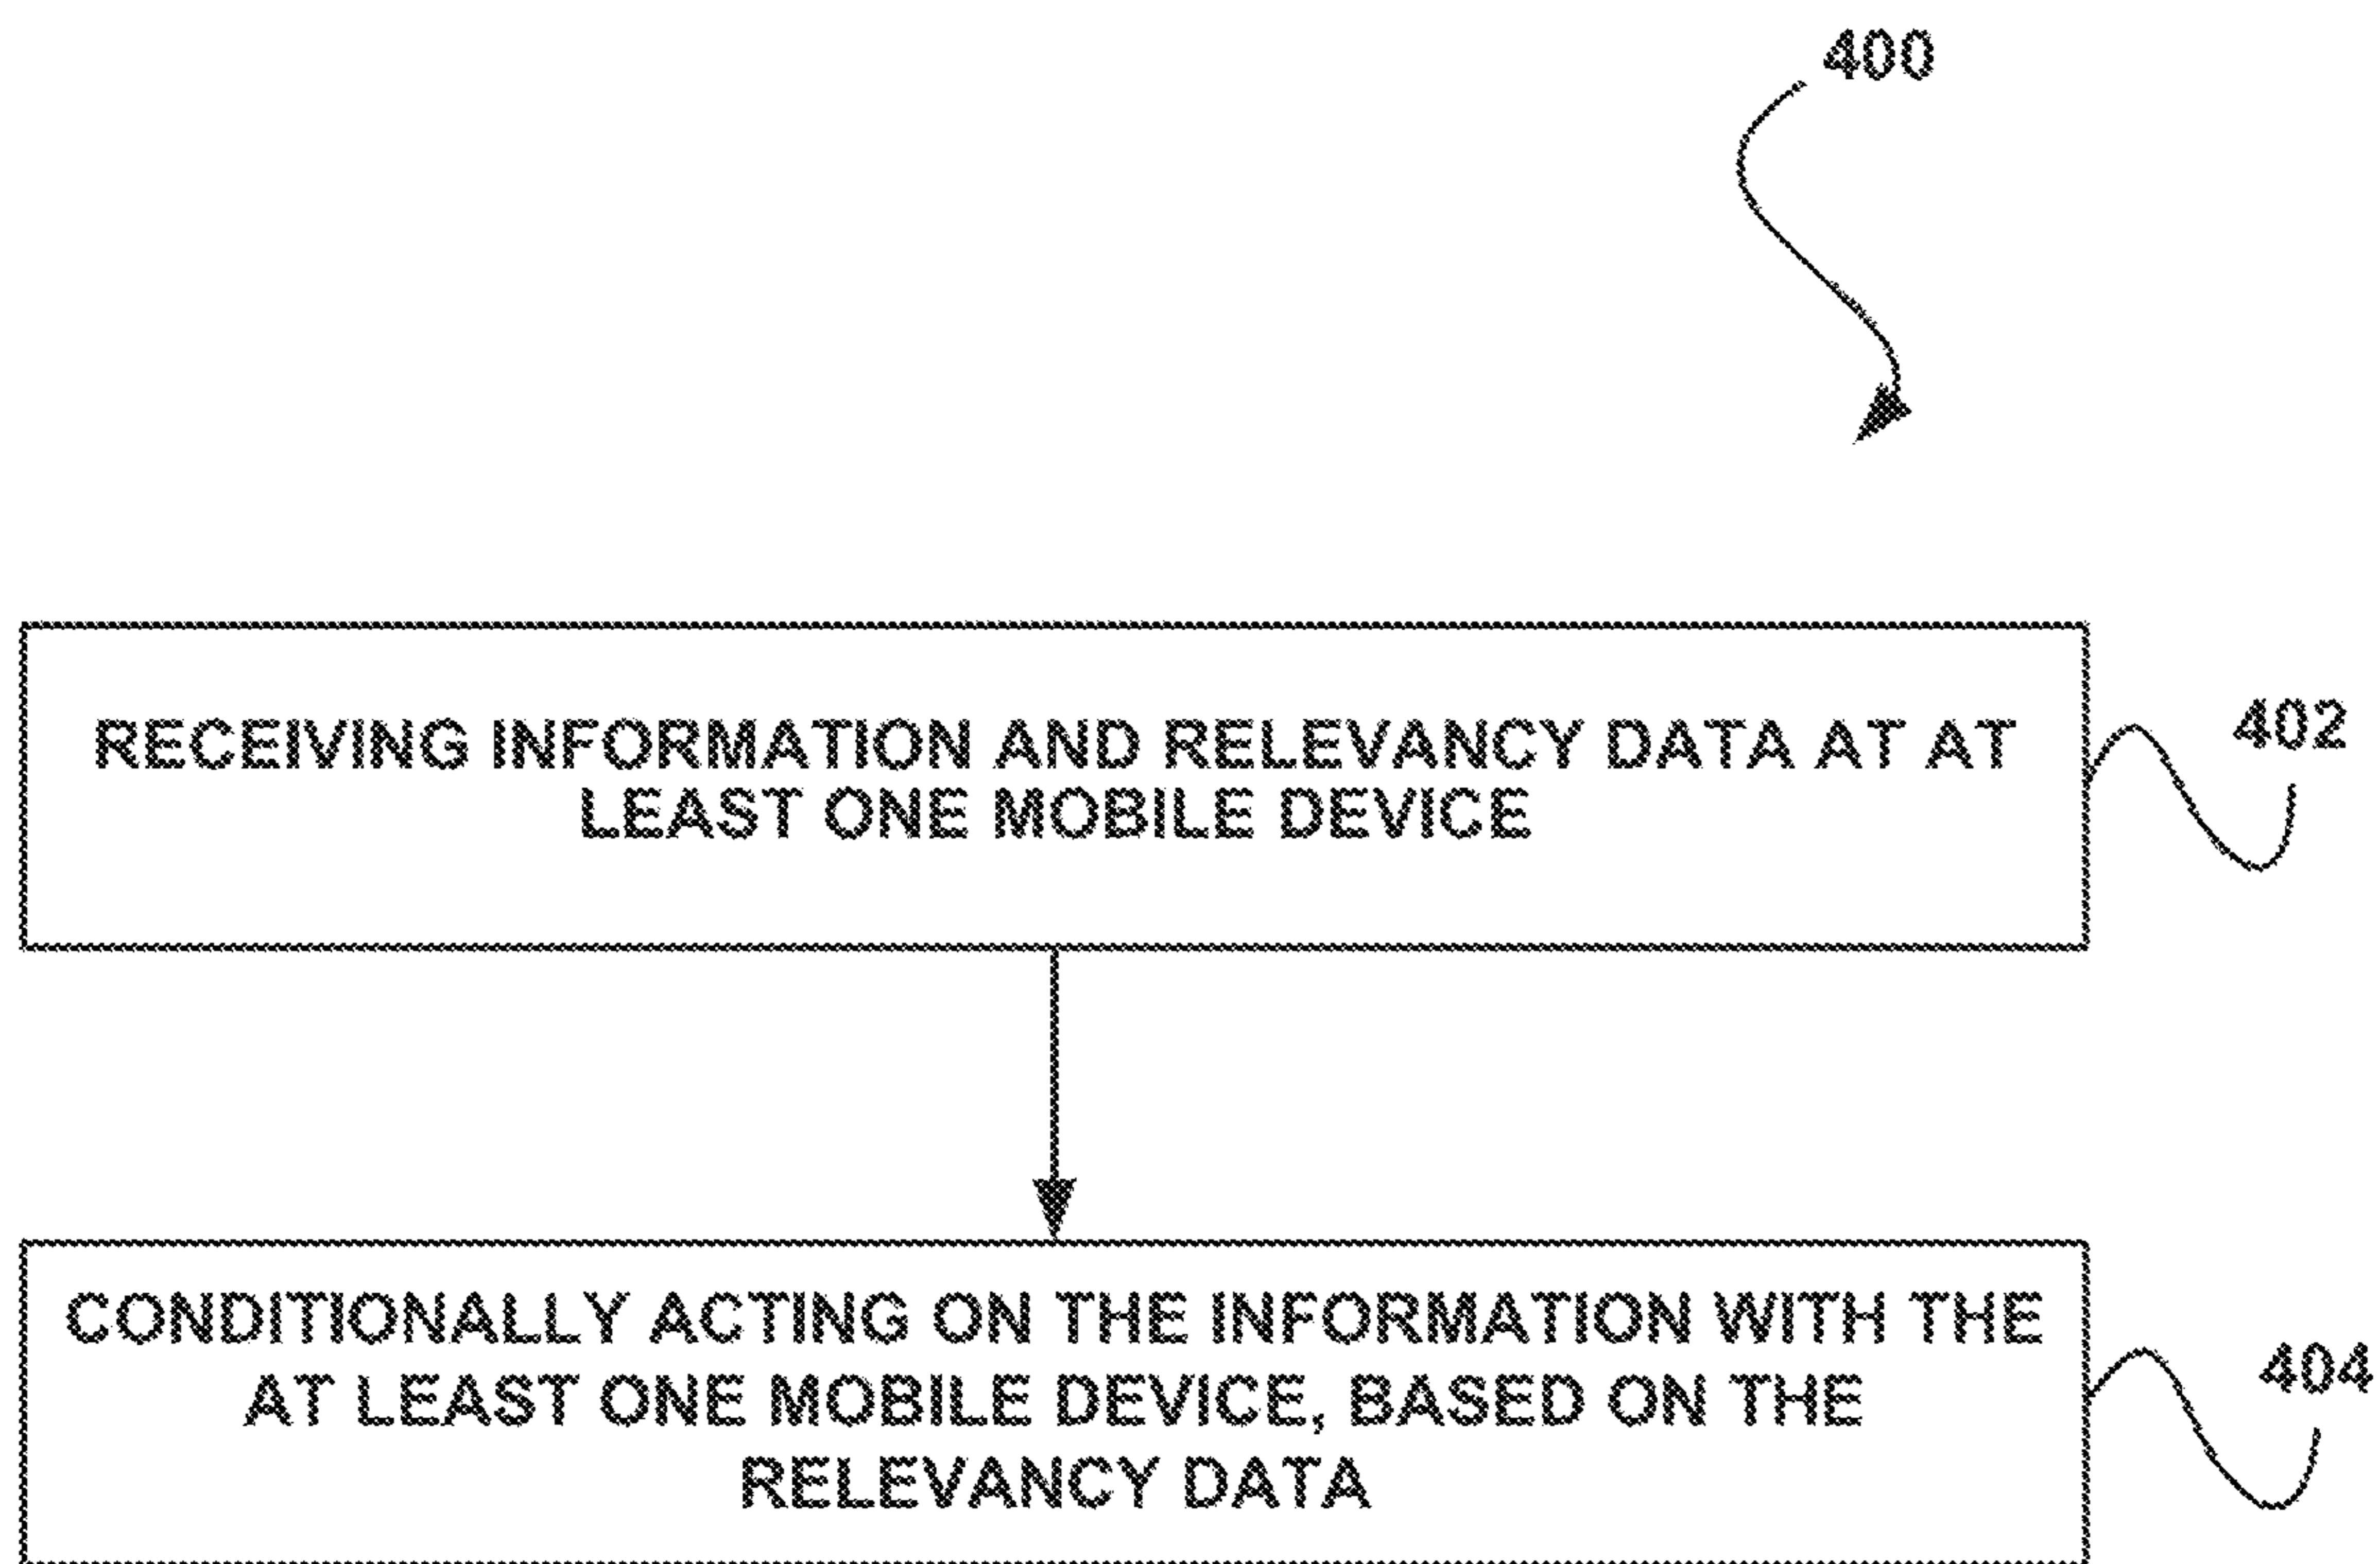 400
RECEIVING INFORMATION AND RELEVANCY DATA AT AT
LEAST ONE MOBILE DEVICE
402
CONDITIONALLY ACTING ON THE INFORMATION WITH THE
AT LEAST ONE MOBILE DEVICE, BASED ON THE
RELEVANCY DATA
404